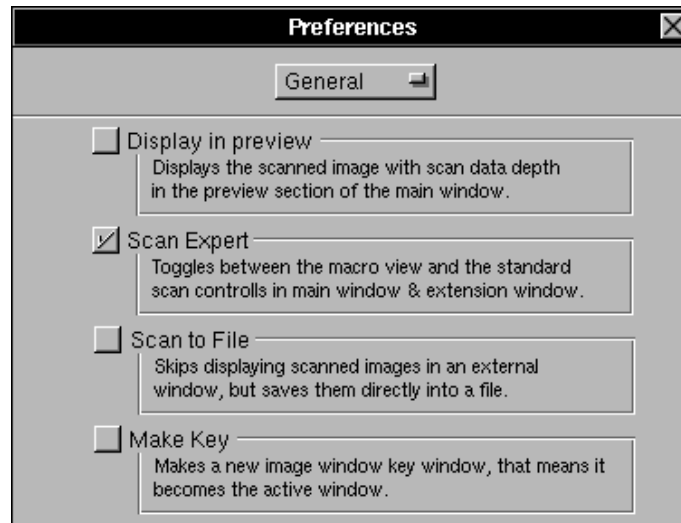 Preferences
General
Display in preview
Displays the scanned image with scan data depth
in the preview section of the main window.
Scan Expert
Toggles between the macro view and the standard
scan controlls in main window & extension window.
Scan to File
Skips displaying scanned images in an external
window, but saves them directly into a file.
Make Key
Makes a new image window key window, that means it
becomes the active window.